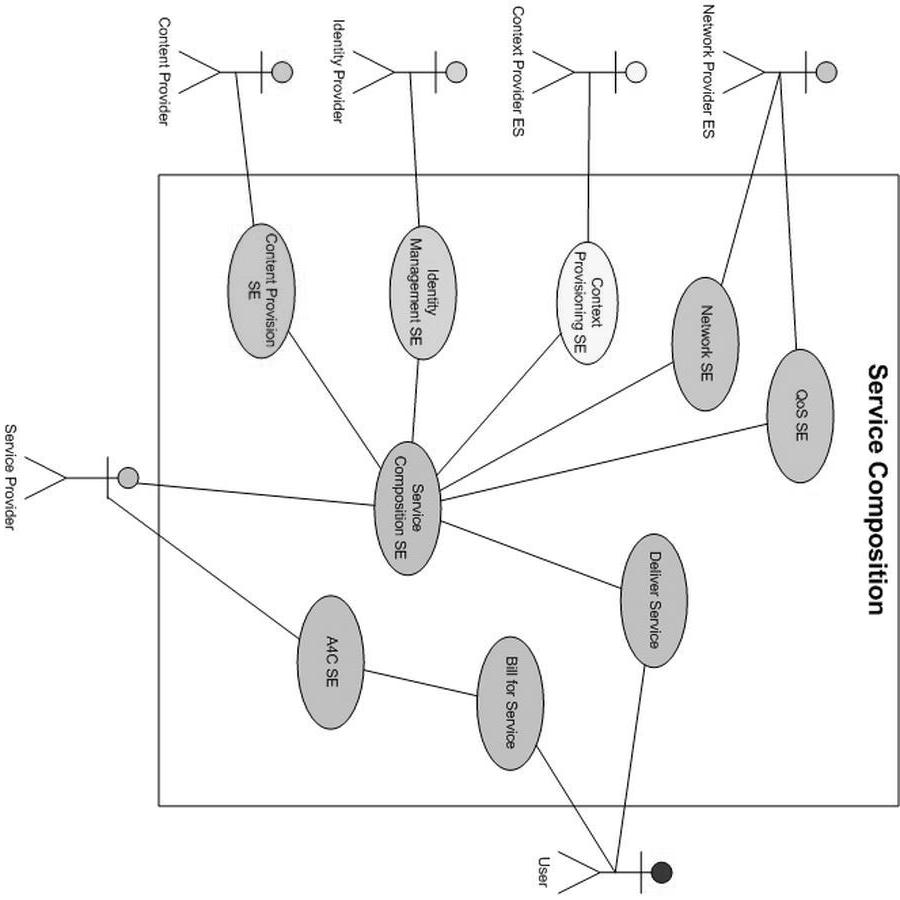 Service Composition
Network Provider ES
QoS SE
Network SE
Context Provider ES
Context
Provisioning SE
Deliver Service
Identity Provider
Identity
Management SE
Service
Composition SE
Bill for Service
User
Content Provider
Content Provision
SE
A4C SE
Service Provider